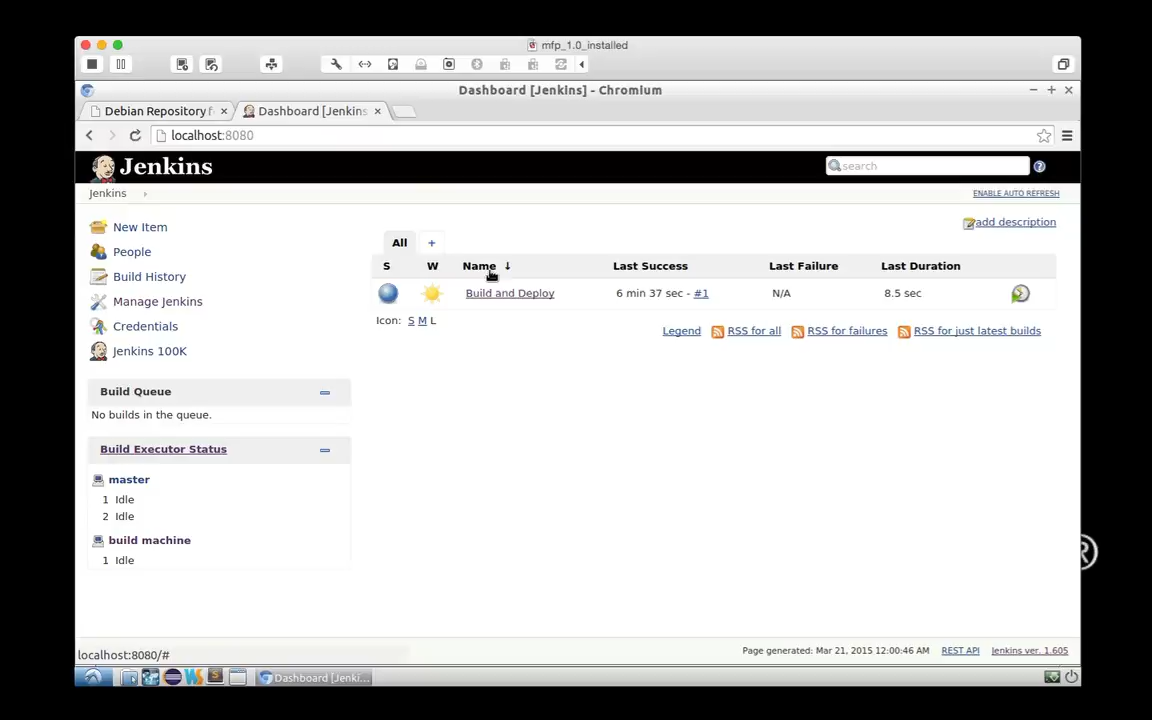 mfp_1.0_installed
Dashboard [Jenkins] - Chromium
Debian Repository f
Dashboard [Jenkins
localhost:8080
Jenkins
search
Jenkins
ENABLE AUTO REFRESH
New Item
People
Build History
Manage Jenkins
Credentials
Jenkins 100K
add description
All +
S W Name ↓ Last Success Last Failure Last Duration
Build and Deploy 6 min 37 sec - #1 N/A 8.5 sec
Icon: S M L
Legend RSS for all RSS for failures RSS for just latest builds
Build Queue
No builds in the queue.
Build Executor Status
master
1 Idle
2 Idle
build machine
1 Idle
®
localhost:8080/#
Page generated: Mar 21, 2015 12:00:46 AM REST API Jenkins ver. 1.605
Dashboard [Jenki...